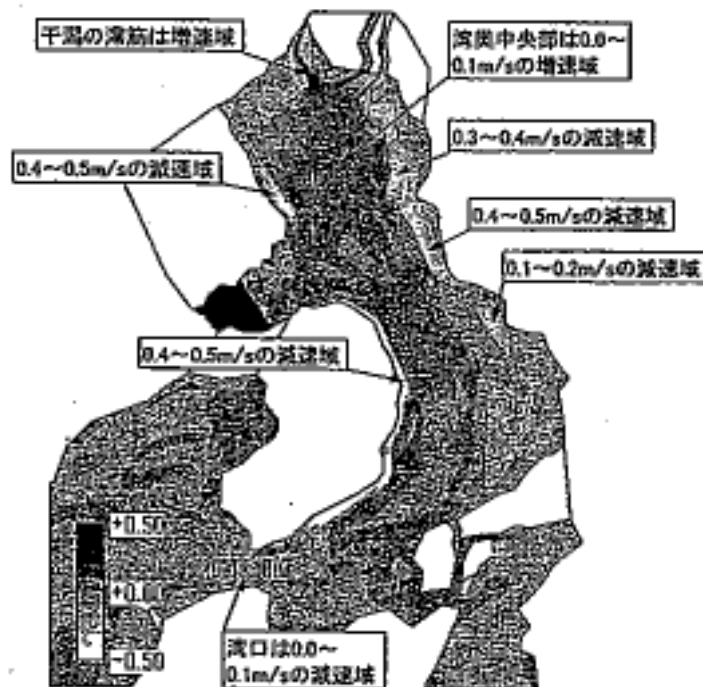 干潟の澪筋は増速域
湾奥中央部は0.0～
0.1m/sの増速域
0.3～0.4m/sの減速域
0.4～0.5m/sの減速域
0.4～0.5m/sの減速域
0.1～0.2m/sの減速域
0.4～0.5m/sの減速域
+0.50
+0.00
-0.50
湾口は0.0～
0.1m/sの減速域